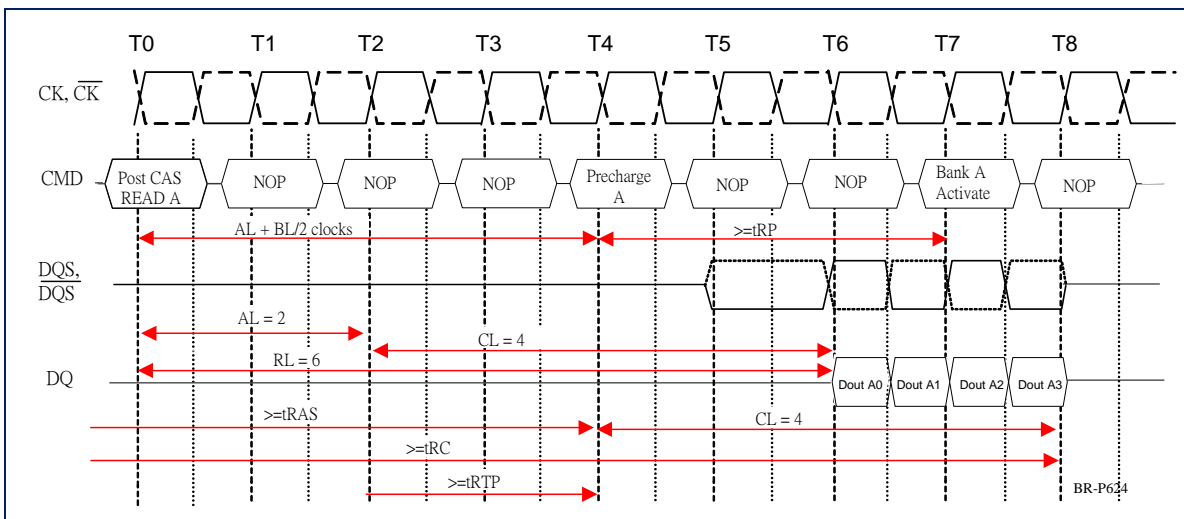 T0 T1 T2 T3 T4 T5 T6 T7 T8
CK, CK
CMD
Post CAS
READ A
NOP
NOP
NOP
Precharge
A
NOP
NOP
Bank A
Activate
NOP
AL + BL/2 clocks
>=tRP
DQS,
DQS
AL = 2
CL = 4
RL = 6
DQ
Dout A0 Dout A1 Dout A2 Dout A3
>=tRAS
CL = 4
>=tRC
>=tRTP
BR-P624